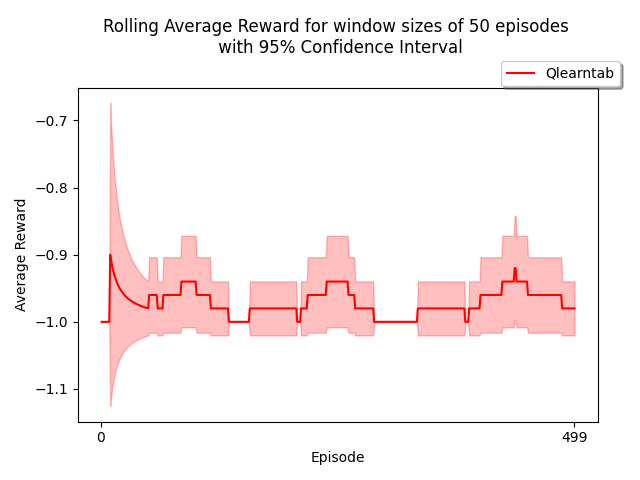 Rolling Average Reward for window sizes of 50 episodes
with 95% Confidence Interval
Qlearntab
−0.7
−0.8
−0.9
−1.0
−1.1
Average Reward
0
499
Episode